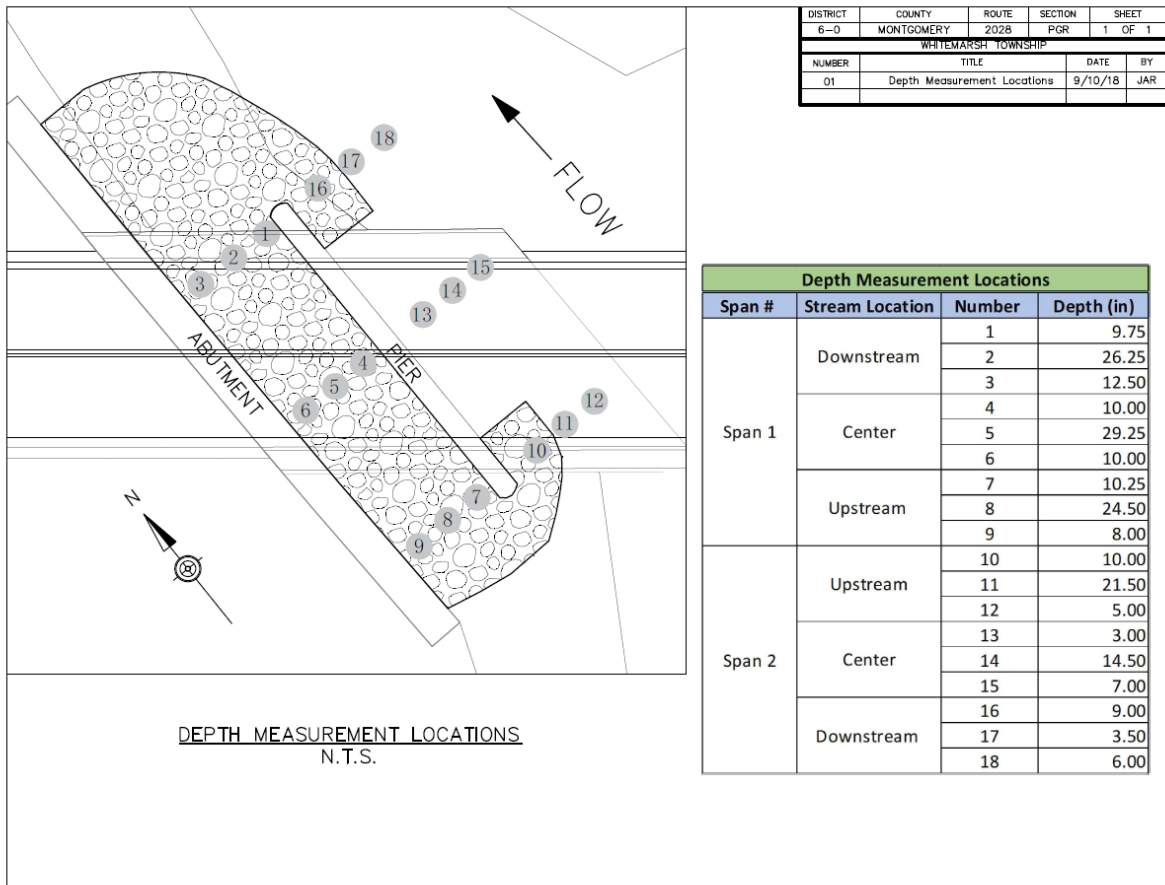 DISTRICT COUNTY ROUTE SECTION SHEET
6-0 MONTGOMERY 2028 PGR 1 OF 1
WHITEMARSH TOWNSHIP
NUMBER TITLE DATE BY
01 Depth Measurement Locations 9/10/18 JAR
18
17
16
FLOW
1
2
3
15
14
13
ABUTMENT
PIER
4
5
6
12
11
10
7
8
9
N
DEPTH MEASUREMENT LOCATIONS
N.T.S.
Depth Measurement Locations
Span # Stream Location Number Depth (in)
Span 1 Downstream 1 9.75
2 26.25
3 12.50
Center 4 10.00
5 29.25
6 10.00
Upstream 7 10.25
8 24.50
9 8.00
Span 2 Upstream 10 10.00
11 21.50
12 5.00
Center 13 3.00
14 14.50
15 7.00
Downstream 16 9.00
17 3.50
18 6.00